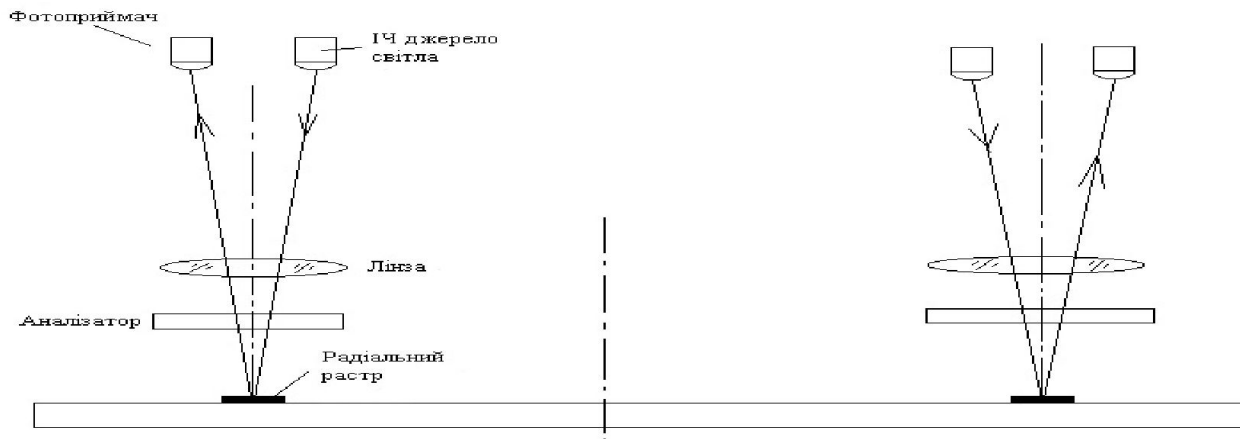 Фотоприймач
ІЧ джерело
світла
Лінза
Аналізатор
Радіальний
растр